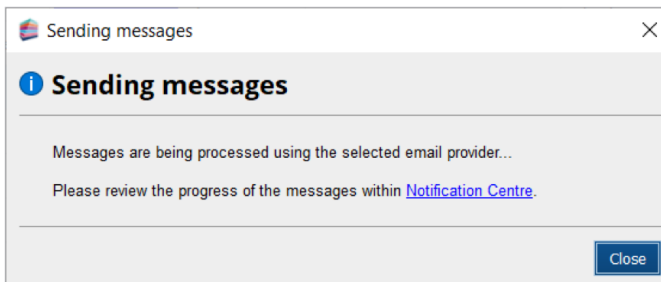 Sending messages
Sending messages
Messages are being processed using the selected email provider...
Please review the progress of the messages within Notification Centre.
Close